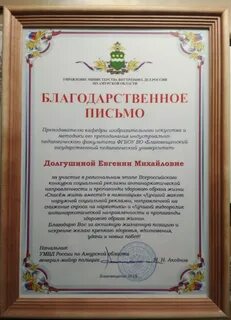 УПРАВЛЕНИЕ МИНИСТЕРСТВА ВНУТРЕННИХ ДЕЛ РОССИИ
ПО АМУРСКОЙ ОБЛАСТИ
БЛАГОДАРСТВЕННОЕ
ПИСЬМО
Преподавателю кафедры изобразительного искусства и
методики его преподавания индустриально-
педагогического факультета ФГБОУ ВО «Благовещенский
государственный педагогический университет»
Долгушиной Евгении Михайловне
за участие в региональном этапе Всероссийского
конкурса социальной рекламы антинаркотической
направленности и пропаганды здорового образа жизни
«Спасём жизнь вместе» в номинации «Лучший макет
наружной социальной рекламы, направленной на
снижение спроса на наркотики» и «Лучший видеоролик
антинаркотической направленности и пропаганды
здорового образа жизни».
Благодарю Вас за активную жизненную позицию и
искренне желаю крепкого здоровья, вдохновения,
удачи и новых побед!
Начальник
УМВД России по Амурской области
генерал-майор полиции Н.Н. Аксёнов
Благовещенск